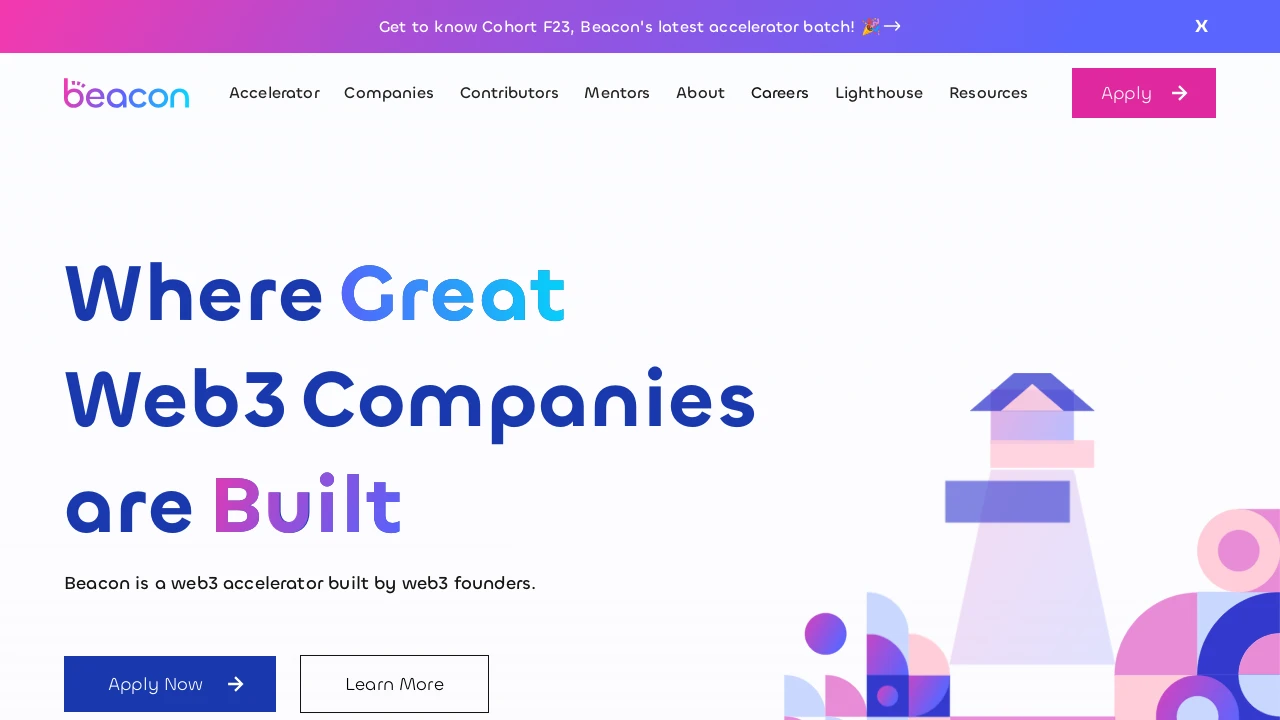 Get to know Cohort F23, Beacon's latest accelerator batch! 🎉→
X
beacon
Accelerator
Companies
Contributors
Mentors
About
Careers
Lighthouse
Resources
Apply →
Where Great
Web3 Companies
are Built
Beacon is a web3 accelerator built by web3 founders.
Apply Now →
Learn More